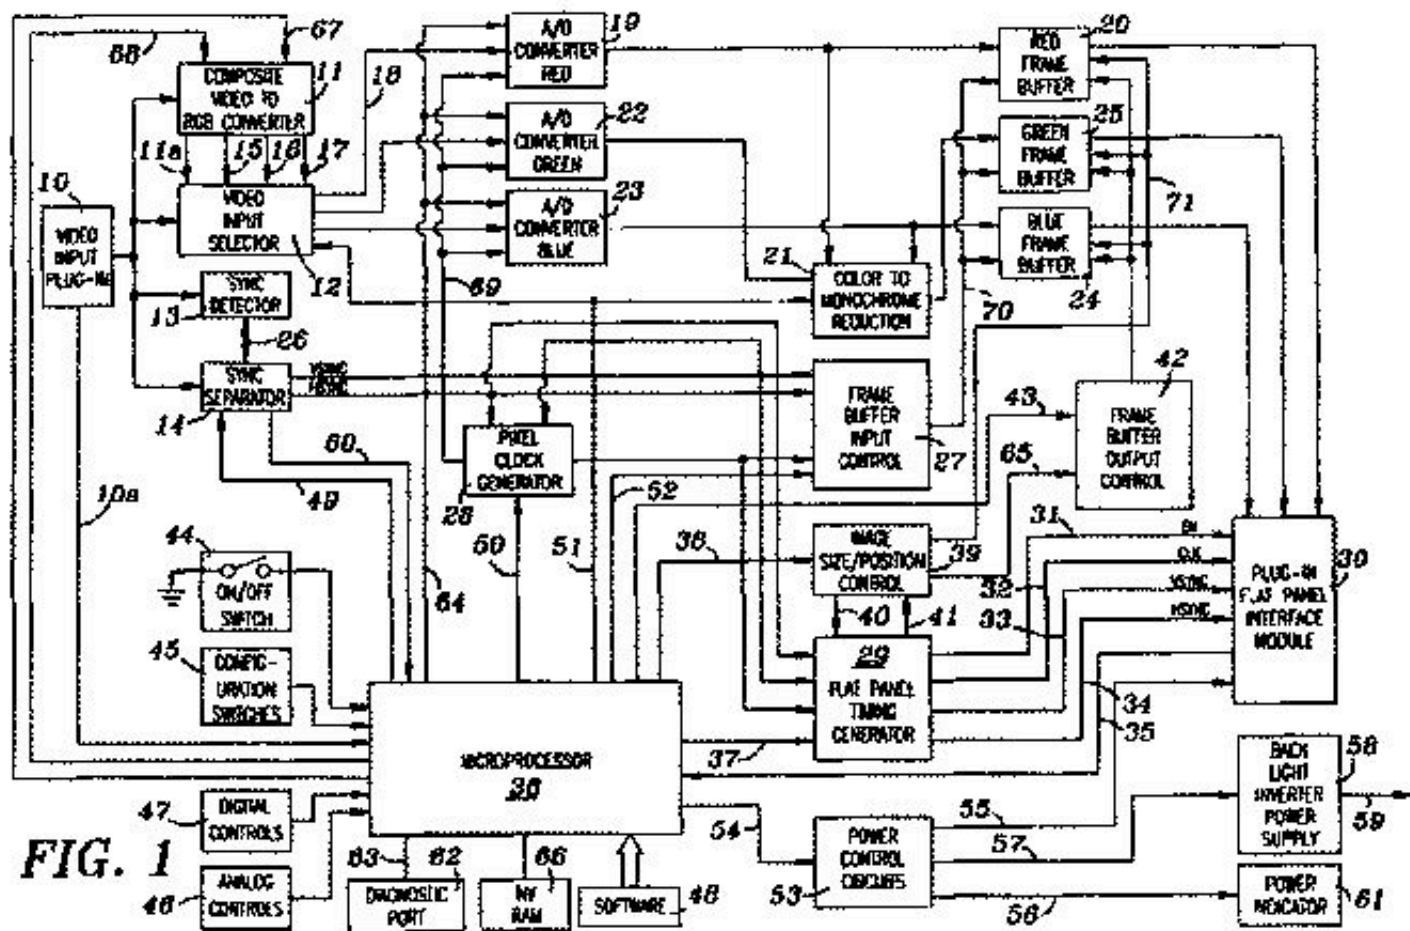 67
68
COMPOSITE
VIDEO TO
RGB CONVERTER
11
18
A/D
CONVERTER
RED
19
RED
FRAME
BUFFER
20
11a
15
16
17
A/D
CONVERTER
GREEN
22
GREEN
FRAME
BUFFER
25
10
VIDEO
INPUT
PLUG-INS
VIDEO
INPUT
SELECTOR
12
A/D
CONVERTER
BLUE
23
BLUE
FRAME
BUFFER
24
71
69
21
COLOR TO
MONOCHROME
REDUCTION
70
SYNC
DETECTOR
13
26
SYNC
SEPARATOR
14
VSYNC
HSYNC
FRAME
BUFFER
INPUT
CONTROL
27
42
FRAME
BUFFER
OUTPUT
CONTROL
43
65
60
49
10a
PIXEL
CLOCK
GENERATOR
28
52
44
ON/OFF
SWITCH
64
50
51
38
IMAGE
SIZE/POSITION
CONTROL
39
31
32
33
EN
CLK
VSYNC
HSYNC
PLUG-IN
FLAT PANEL
INTERFACE
MODULE
30
40
41
45
CONFIG-
URATION
SWITCHES
29
FLAT PANEL
TIMING
GENERATOR
34
35
37
MICROPROCESSOR
36
BACK
LIGHT
INVERTER
POWER
SUPPLY
58
59
47
DIGITAL
CONTROLS
54
55
57
POWER
CONTROL
CIRCUITS
53
56
POWER
INDICATOR
61
FIG. 1
46
ANALOG
CONTROLS
63
62
DIAGNOSTIC
PORT
66
NV
RAM
SOFTWARE
48